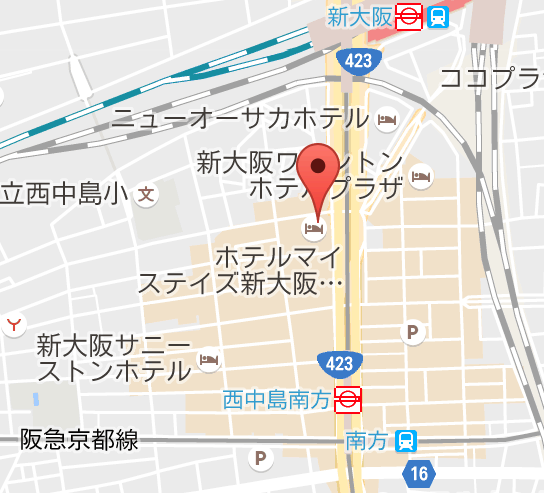 新大阪
423
ココプラ
ニューオーサカホテル
新大阪ワ
ントン
ホテル
プラザ
立西中島小
文
ホテルマイ
ステイズ新大阪…
新大阪サニー
ストンホテル
P
423
西中島南方
阪急京都線
南方
P
16